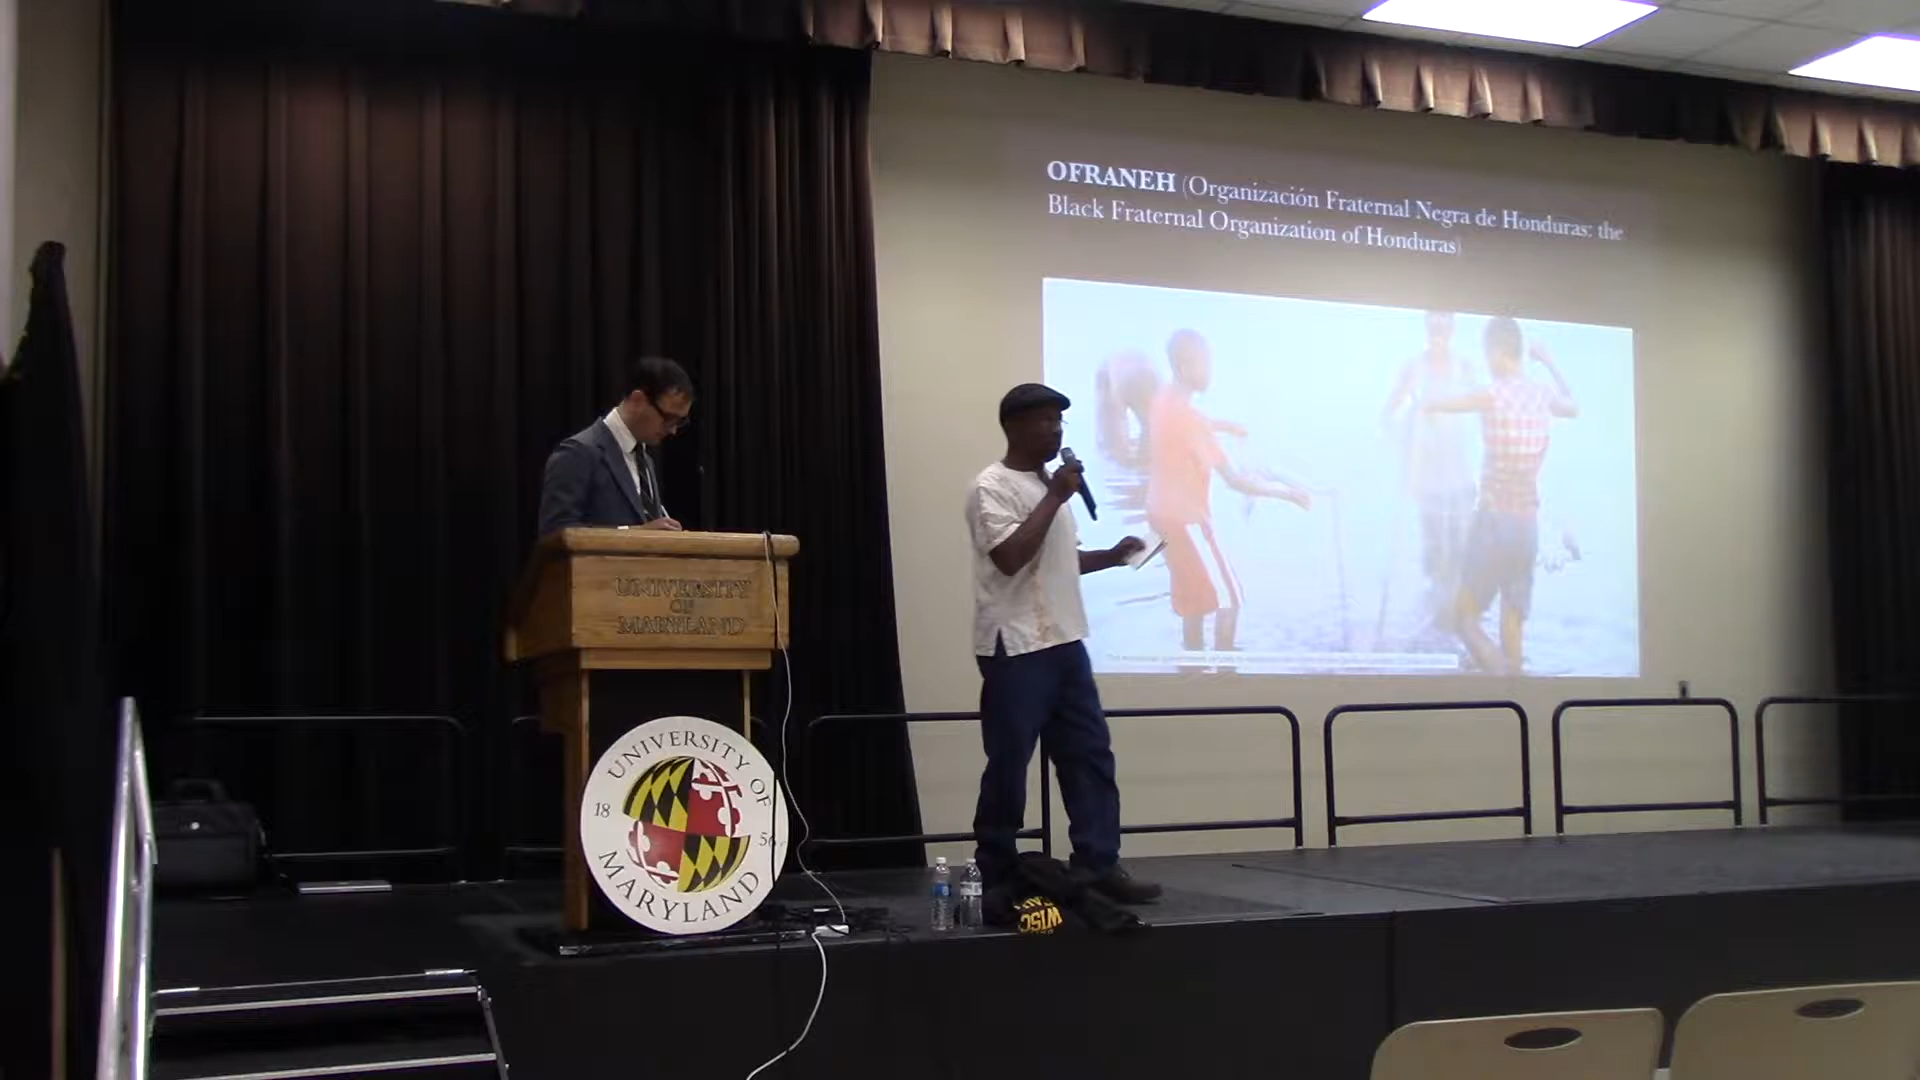 OFRANEH (Organización Fraternal Negra de Honduras: the
Black Fraternal Organization of Honduras)
UNIVERSITY
OF
MARYLAND
UNIVERSITY OF
18
56
MARYLAND
WISC